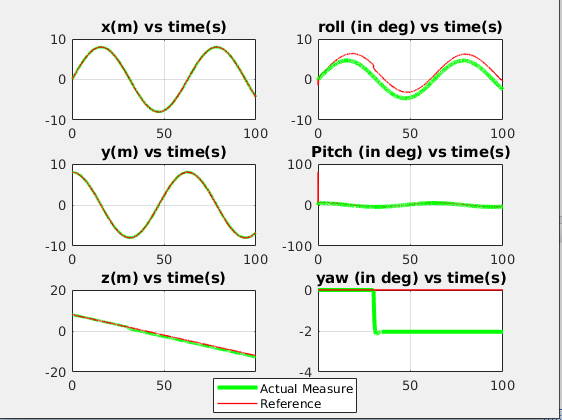 x(m) vs time(s)
10
0
-10
0 50 100
roll (in deg) vs time(s)
10
0
-10
0 50 100
y(m) vs time(s)
10
0
-10
0 50 100
Pitch (in deg) vs time(s)
100
0
-100
0 50 100
z(m) vs time(s)
20
0
-20
0 50 100
yaw (in deg) vs time(s)
0
-2
-4
0 50 100
Actual Measure
Reference